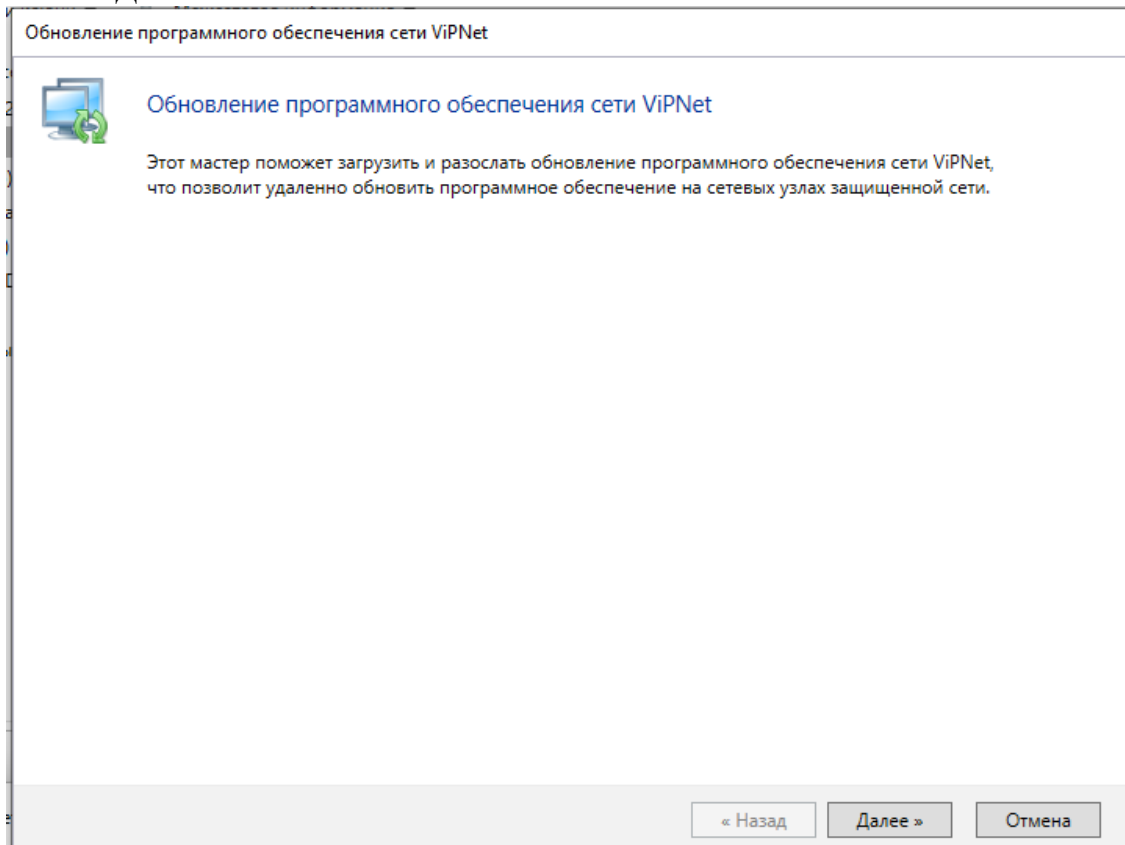 Обновление программного обеспечения сети ViPNet
Обновление программного обеспечения сети ViPNet
Этот мастер поможет загрузить и разослать обновление программного обеспечения сети ViPNet,
что позволит удаленно обновить программное обеспечение на сетевых узлах защищенной сети.
« Назад
Далее »
Отмена